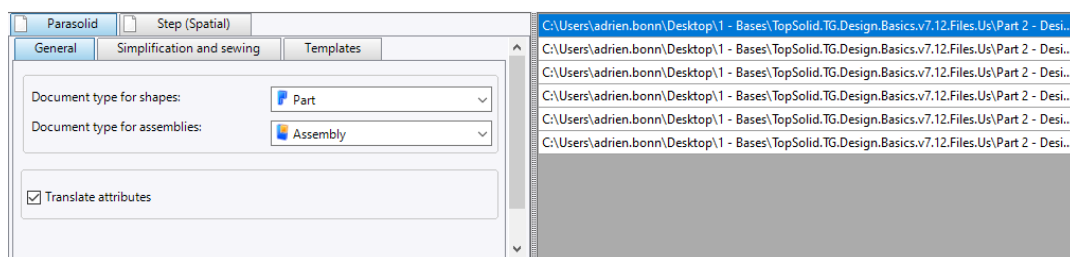 Parasolid Step (Spatial)
General Simplification and sewing Templates
Document type for shapes: Part
Document type for assemblies: Assembly
Translate attributes
C:\Users\adrien.bonn\Desktop\1 - Bases\TopSolid.TG.Design.Basics.v7.12.Files.Us\Part 2 - Desi...
C:\Users\adrien.bonn\Desktop\1 - Bases\TopSolid.TG.Design.Basics.v7.12.Files.Us\Part 2 - Desi...
C:\Users\adrien.bonn\Desktop\1 - Bases\TopSolid.TG.Design.Basics.v7.12.Files.Us\Part 2 - Desi...
C:\Users\adrien.bonn\Desktop\1 - Bases\TopSolid.TG.Design.Basics.v7.12.Files.Us\Part 2 - Desi...
C:\Users\adrien.bonn\Desktop\1 - Bases\TopSolid.TG.Design.Basics.v7.12.Files.Us\Part 2 - Desi...
C:\Users\adrien.bonn\Desktop\1 - Bases\TopSolid.TG.Design.Basics.v7.12.Files.Us\Part 2 - Desi...